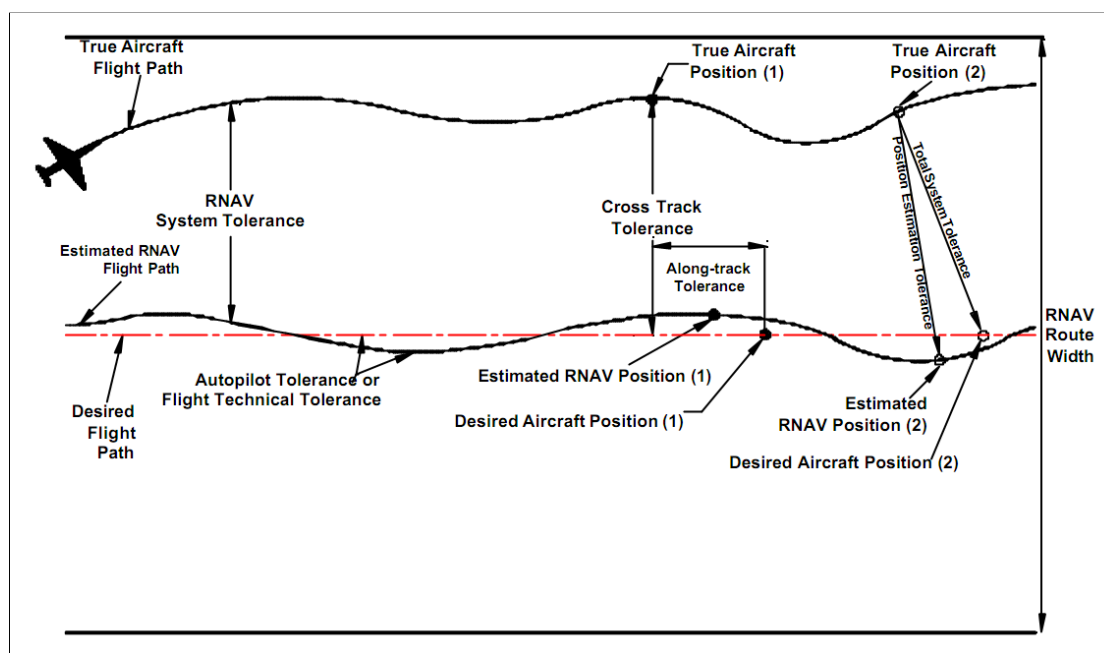 True Aircraft
Flight Path
True Aircraft
Position (1)
True Aircraft
Position (2)
RNAV
System Tolerance
Cross Track
Tolerance
Position Estimation Tolerance
Total System Tolerance
Estimated RNAV
Flight Path
Along-track
Tolerance
RNAV
Route
Width
Autopilot Tolerance or
Flight Technical Tolerance
Estimated RNAV Position (1)
Desired
Flight
Path
Desired Aircraft Position (1)
Estimated
RNAV Position (2)
Desired Aircraft Position (2)